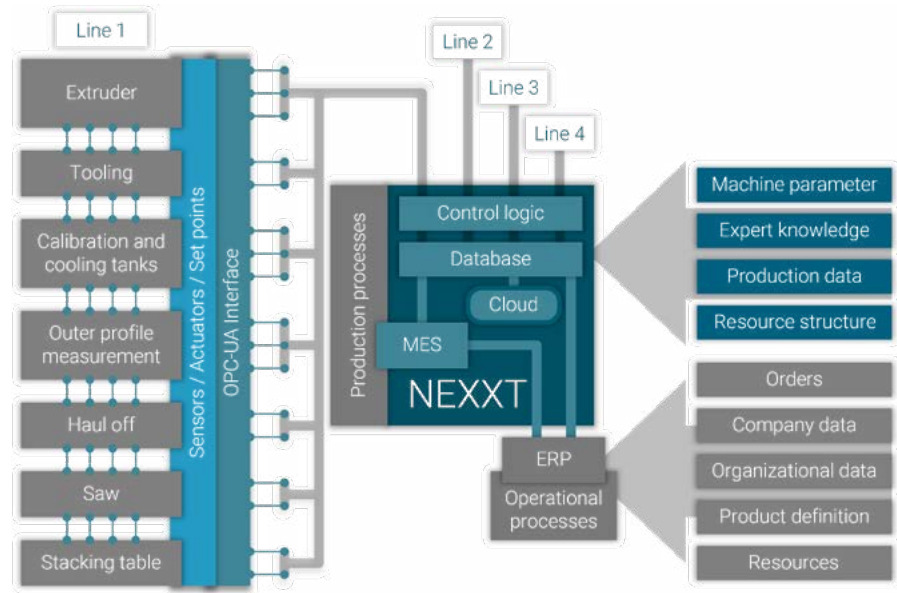 Line 1
Extruder
Tooling
Calibration and
cooling tanks
Outer profile
measurement
Haul off
Saw
Stacking table
Sensors / Actuators / Set points
OPC-UA Interface
Line 2
Line 3
Line 4
Production processes
Control logic
Database
Cloud
MES
NEXXT
ERP
Operational
processes
Machine parameter
Expert knowledge
Production data
Resource structure
Orders
Company data
Organizational data
Product definition
Resources